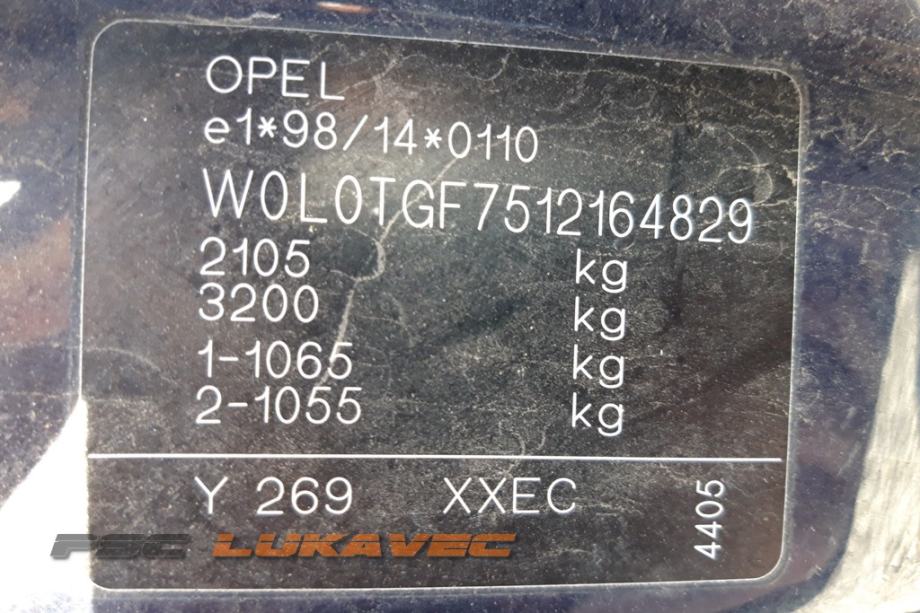 OPEL
e1*98/14*0110
W0L0TGF7512164829
2105 kg
3200 kg
1-1065 kg
2-1055 kg
Y 269 XXEC 4405
PSC LUKAVEC